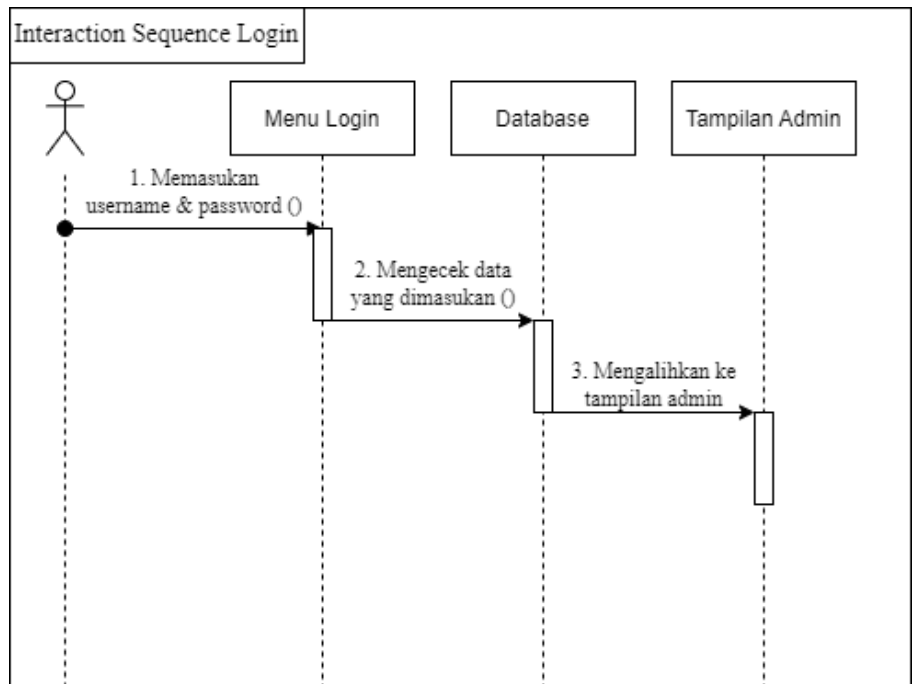 Interaction Sequence Login
Menu Login
Database
Tampilan Admin
1. Memasukan
username & password ()
2. Mengecek data
yang dimasukan ()
3. Mengalihkan ke
tampilan admin